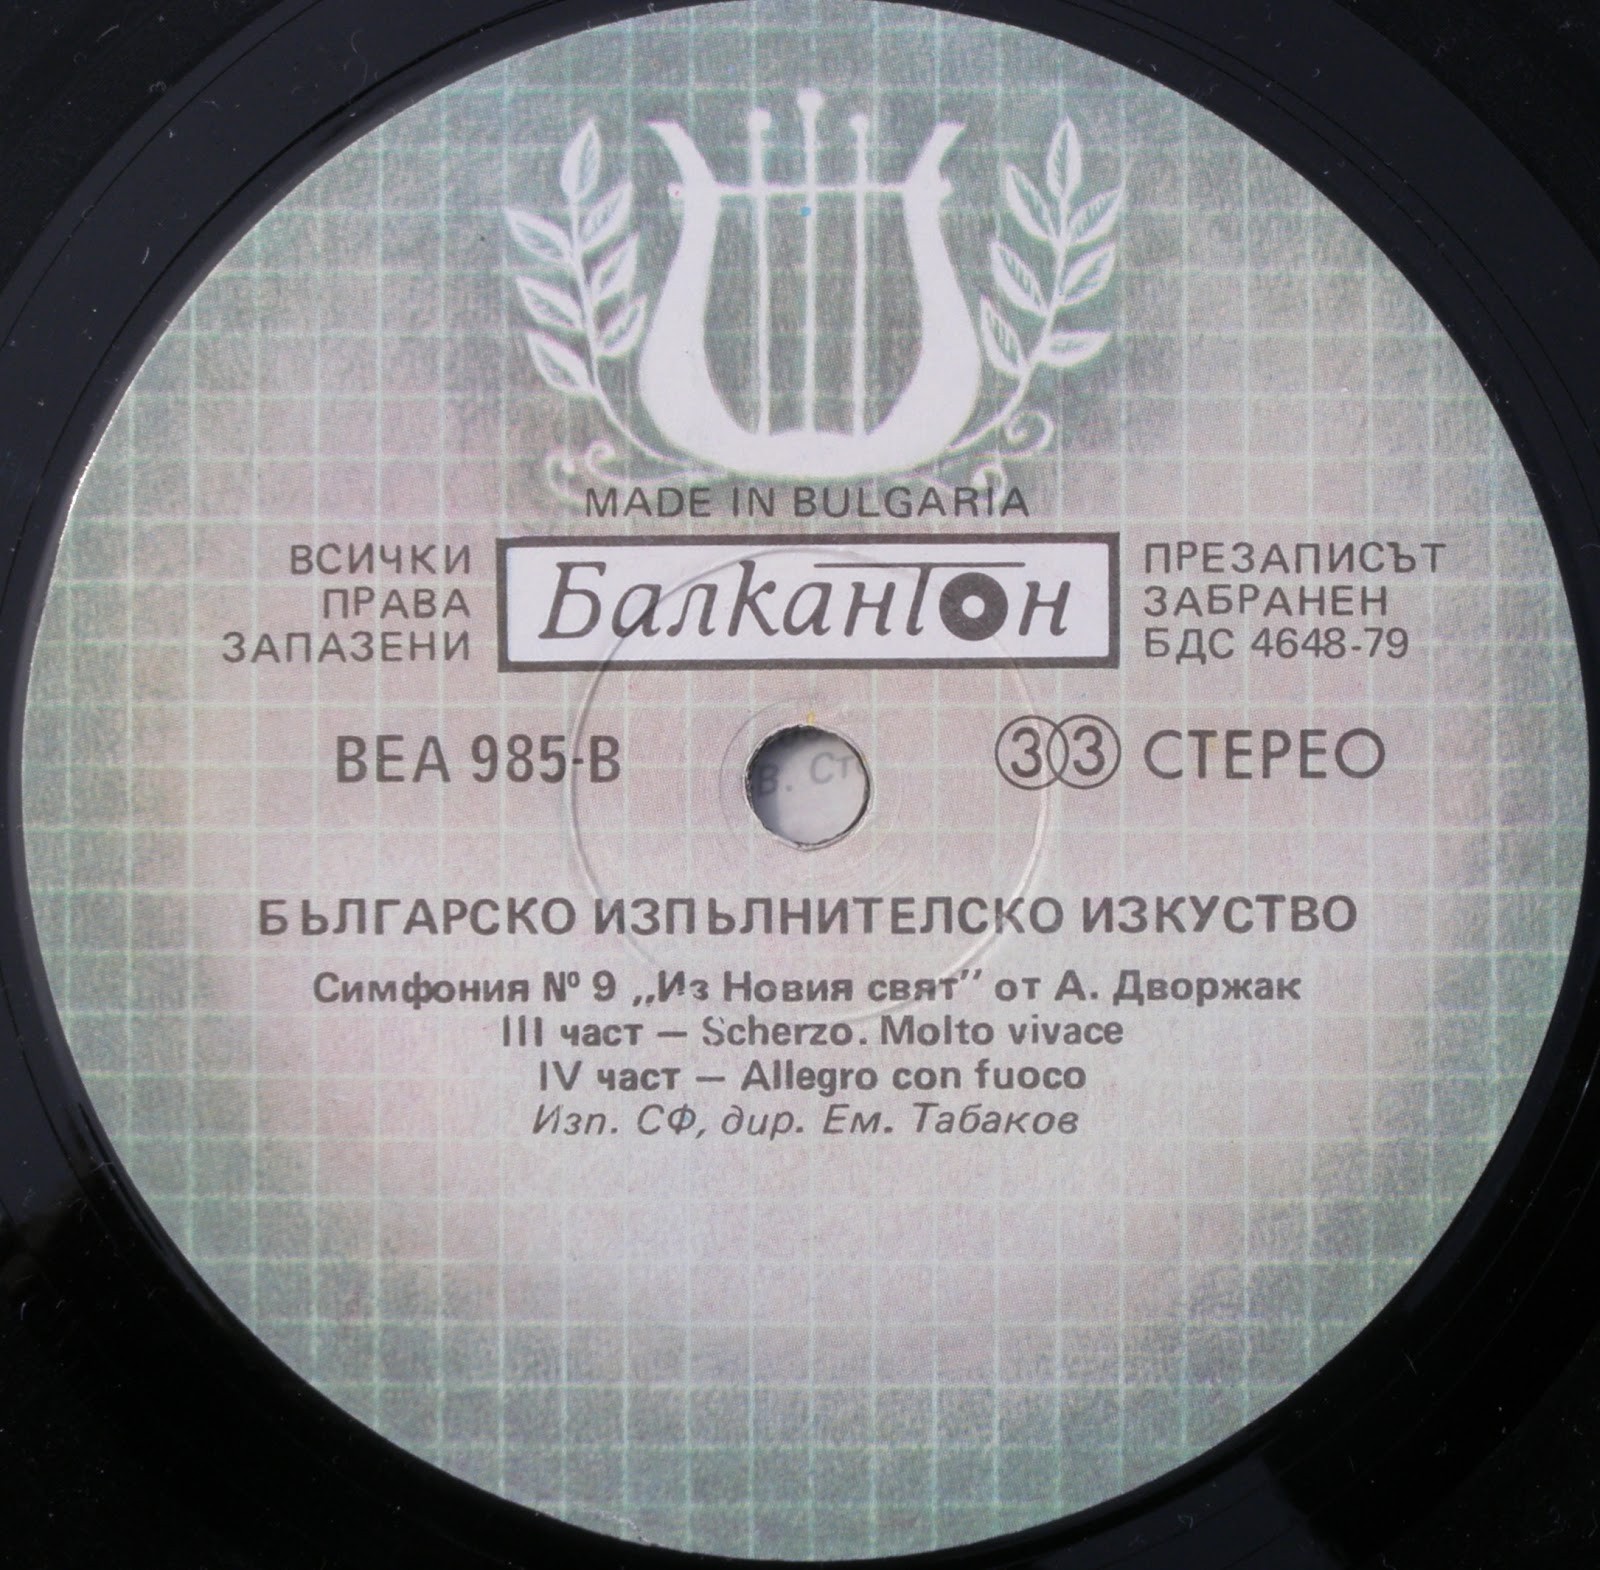 MADE IN BULGARIA
ВСИЧКИ
ПРАВА
ЗАПАЗЕНИ
Балкантон
ПРЕЗАПИСЪТ
ЗАБРАНЕН
БДС 4648-79
ВЕА 985-В
33 СТЕРЕО
В. Ст
БЪЛГАРСКО ИЗПЪЛНИТЕЛСКО ИЗКУСТВО
Симфония № 9 „Из Новия свят” от А. Дворжак
III част — Scherzo. Molto vivace
IV част — Allegro con fuoco
Изп. СФ, дир. Ем. Табаков